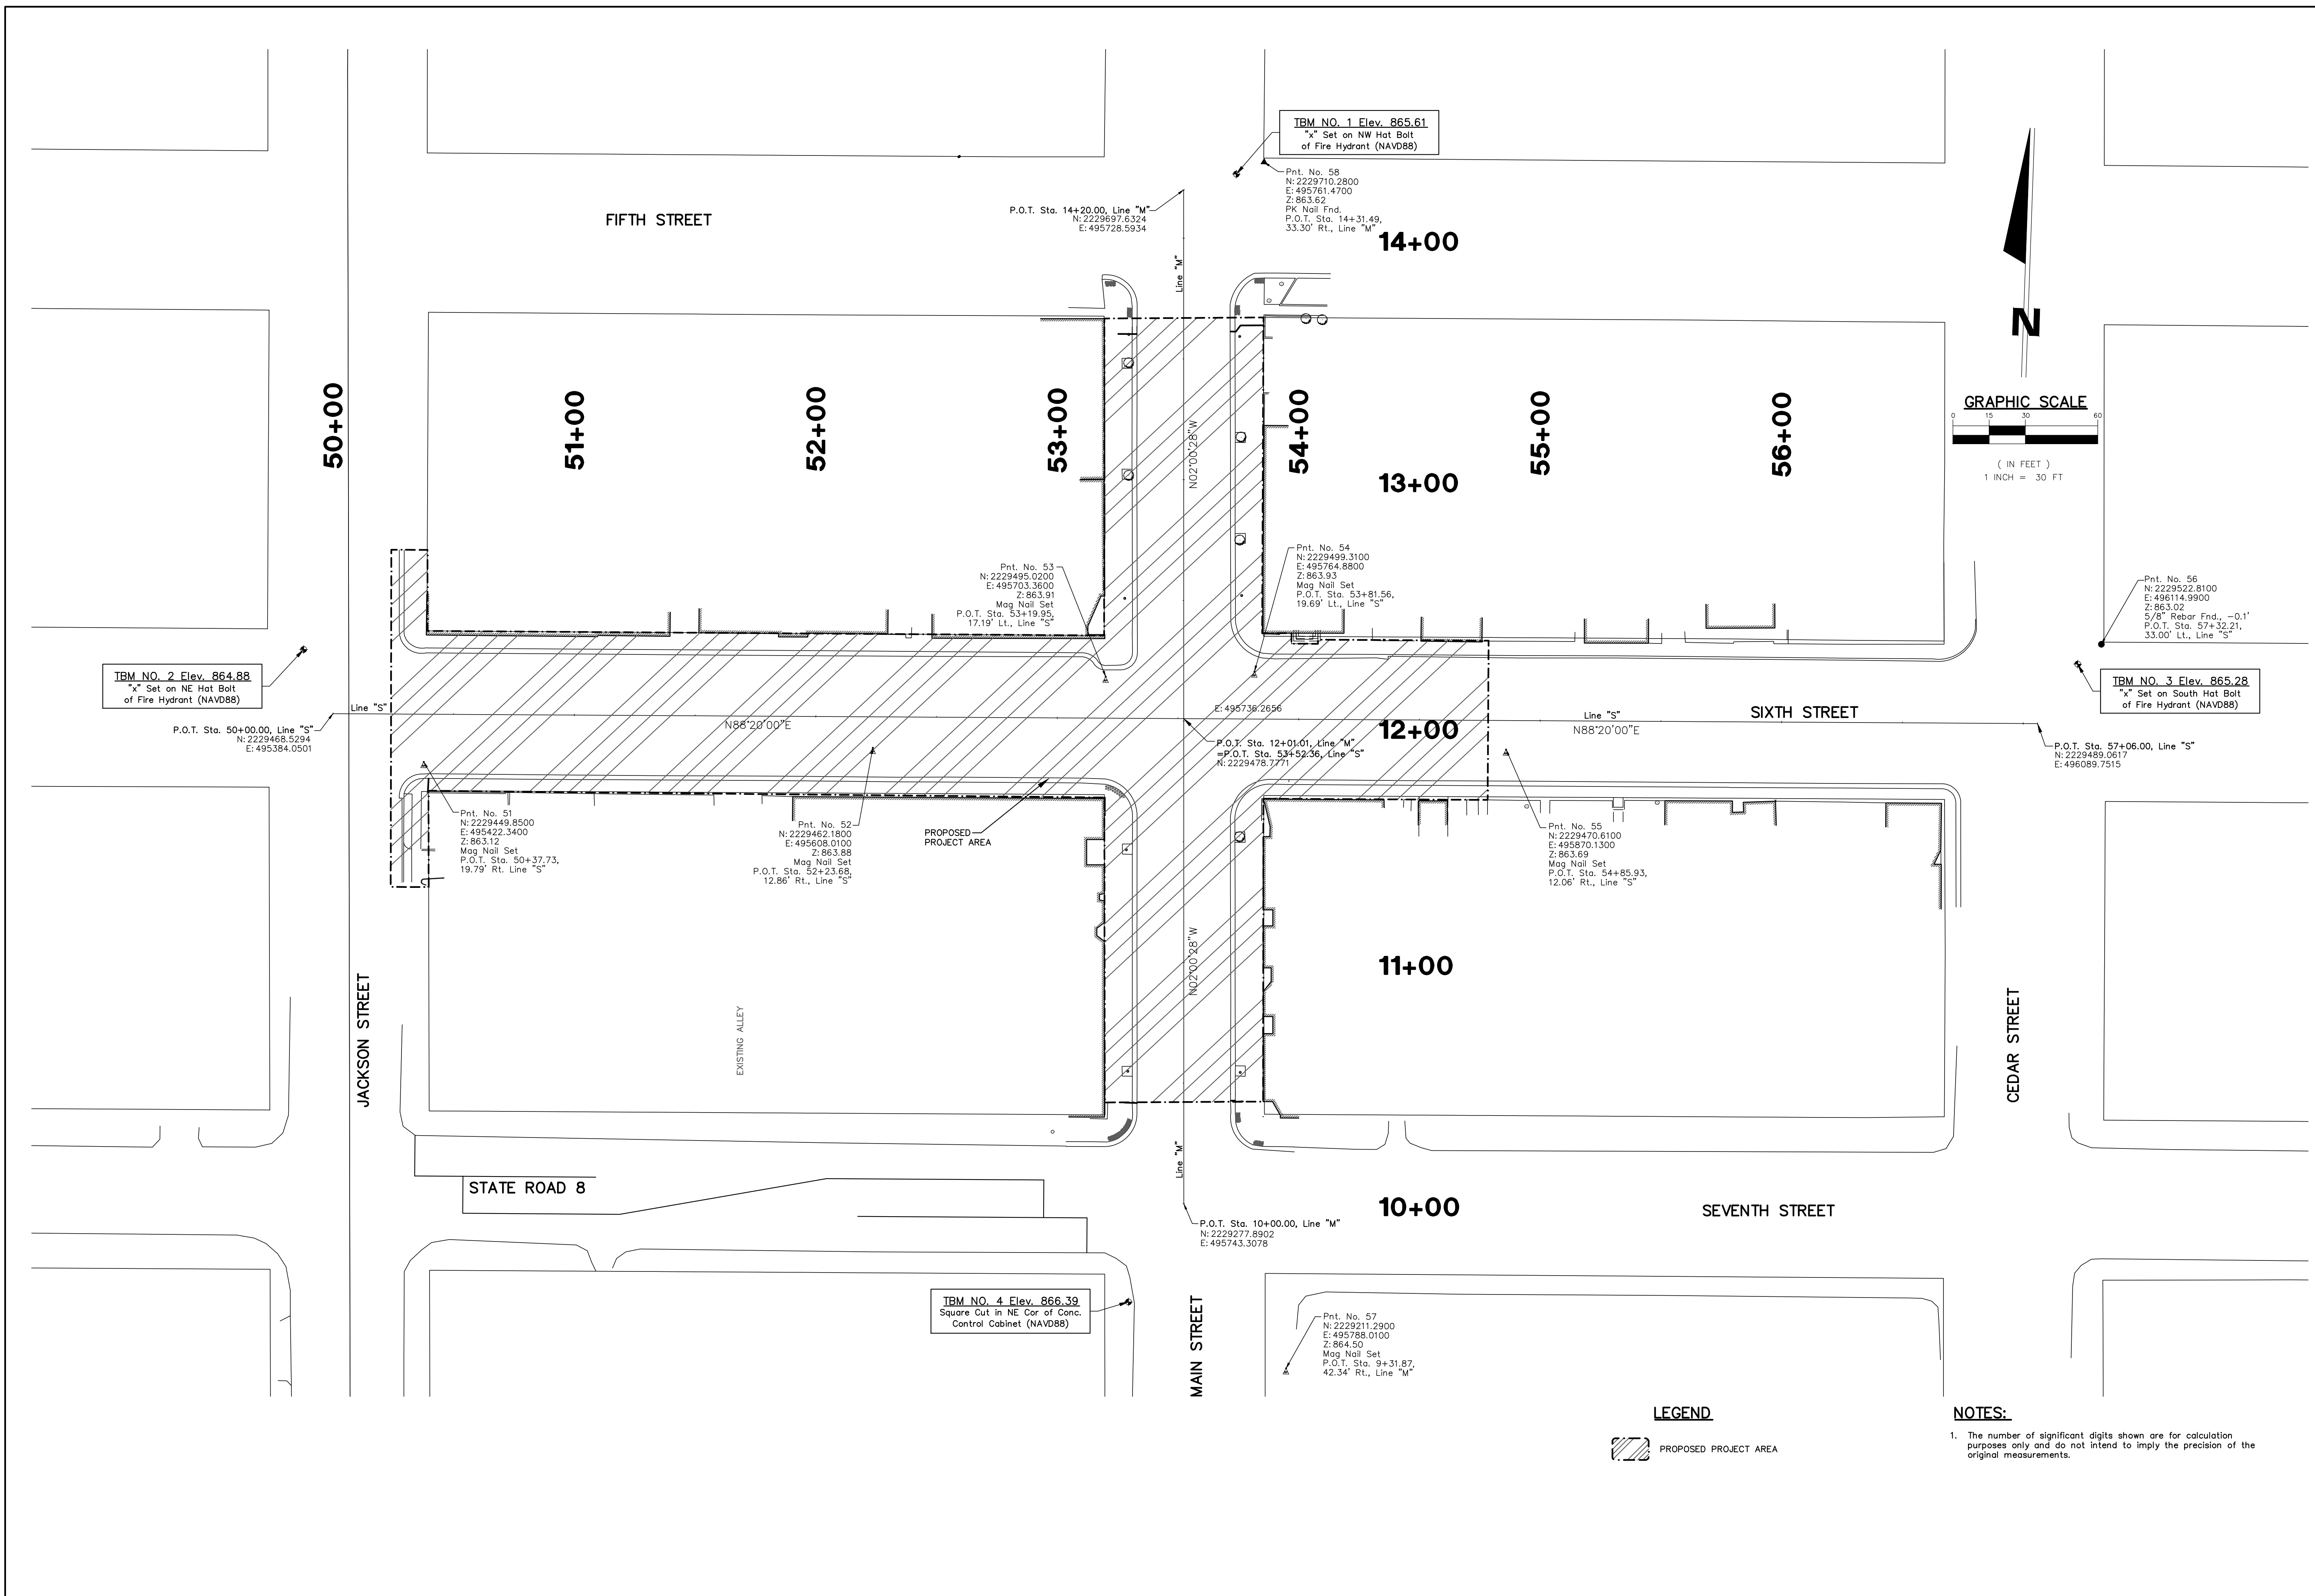 TBM NO. 1 Elev. 865.61
"x" Set on NW Hat Bolt
of Fire Hydrant (NAVD88)
Pnt. No. 58
N: 2229710.2800
E: 495761.4700
Z: 863.62
PK Nail Fnd.
P.O.T. Sta. 14+31.49,
33.30' Rt., Line "M"
P.O.T. Sta. 14+20.00, Line "M"
N: 2229697.6324
E: 495728.5934
FIFTH STREET
14+00
Line "M"
N
GRAPHIC SCALE
0 15 30 60
( IN FEET )
1 INCH = 30 FT
50+00
51+00
52+00
53+00
54+00
55+00
56+00
N02°00'28"W
13+00
Pnt. No. 53
N: 2229495.0200
E: 495703.3600
Z: 863.91
Mag Nail Set
P.O.T. Sta. 53+19.95,
17.19' Lt., Line "S"
Pnt. No. 54
N: 2229499.3100
E: 495764.8800
Z: 863.93
Mag Nail Set
P.O.T. Sta. 53+81.56,
19.69' Lt., Line "S"
Pnt. No. 56
N: 2229522.8100
E: 496114.9900
Z: 863.02
5/8" Rebar Fnd., -0.1'
P.O.T. Sta. 57+32.21,
33.00' Lt., Line "S"
TBM NO. 2 Elev. 864.88
"x" Set on NE Hat Bolt
of Fire Hydrant (NAVD88)
TBM NO. 3 Elev. 865.28
"x" Set on South Hat Bolt
of Fire Hydrant (NAVD88)
P.O.T. Sta. 50+00.00, Line "S"
N: 2229468.5294
E: 495384.0501
Line "S"
N88°20'00"E
E: 495736.2656
P.O.T. Sta. 12+01.01, Line "M"
=P.O.T. Sta. 53+52.36, Line "S"
N: 2229478.7771
12+00
Line "S"
N88°20'00"E
SIXTH STREET
P.O.T. Sta. 57+06.00, Line "S"
N: 2229489.0617
E: 496089.7515
Pnt. No. 51
N: 2229449.8500
E: 495422.3400
Z: 863.12
Mag Nail Set
P.O.T. Sta. 50+37.73,
19.79' Rt. Line "S"
Pnt. No. 52
N: 2229462.1800
E: 495608.0100
Z: 863.88
Mag Nail Set
P.O.T. Sta. 52+23.68,
12.86' Rt., Line "S"
PROPOSED
PROJECT AREA
Pnt. No. 55
N: 2229470.6100
E: 495870.1300
Z: 863.69
Mag Nail Set
P.O.T. Sta. 54+85.93,
12.06' Rt., Line "S"
11+00
N02°00'28"W
EXISTING ALLEY
JACKSON STREET
CEDAR STREET
Line "M"
STATE ROAD 8
10+00
SEVENTH STREET
P.O.T. Sta. 10+00.00, Line "M"
N: 2229277.8902
E: 495743.3078
TBM NO. 4 Elev. 866.39
Square Cut in NE Cor of Conc.
Control Cabinet (NAVD88)
MAIN STREET
Pnt. No. 57
N: 2229211.2900
E: 495788.0100
Z: 864.50
Mag Nail Set
P.O.T. Sta. 9+31.87,
42.34' Rt., Line "M"
LEGEND
PROPOSED PROJECT AREA
NOTES:
1. The number of significant digits shown are for calculation
purposes only and do not intend to imply the precision of the
original measurements.